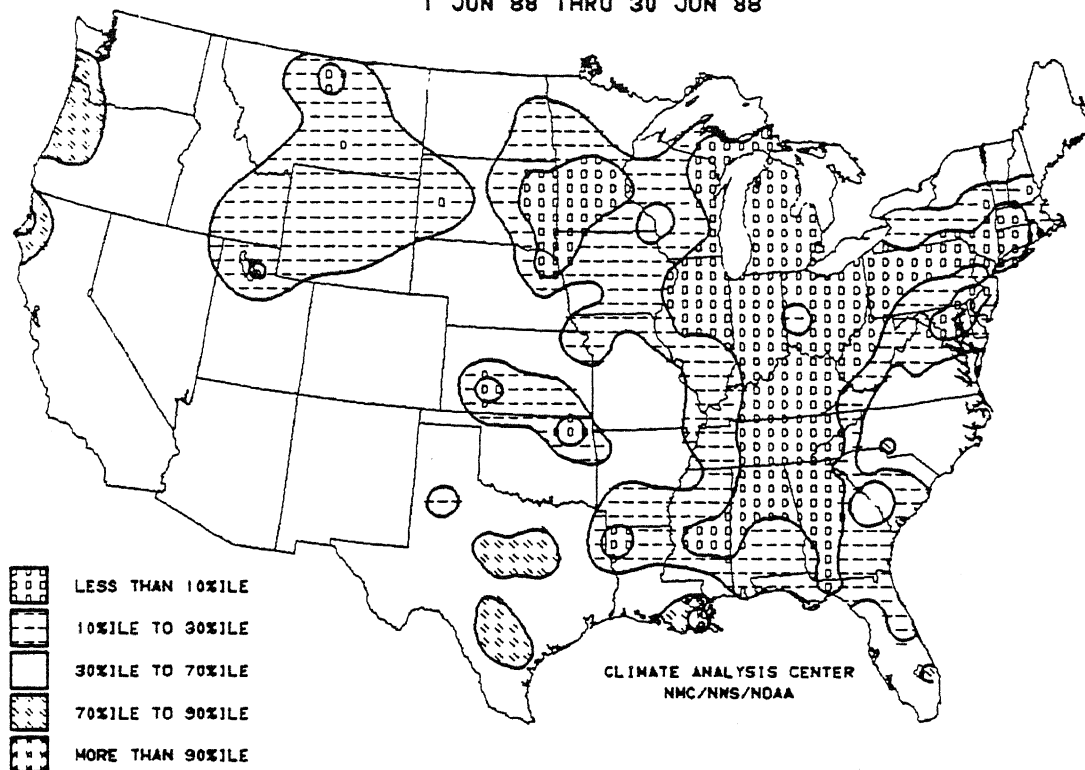 1 JUN 88 THRU 30 JUN 88
LESS THAN 10%ILE
10%ILE TO 30%ILE
30%ILE TO 70%ILE
70%ILE TO 90%ILE
MORE THAN 90%ILE
CLIMATE ANALYSIS CENTER
NMC/NWS/NOAA